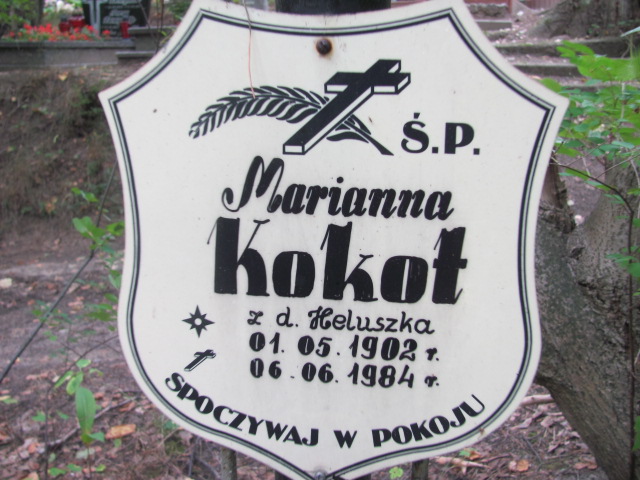 Ś.P.
Marianna
Kokot
z d. Heluszka
01.05.1902 r.
06.06.1984 r.
SPOCZYWAJ W POKOJU